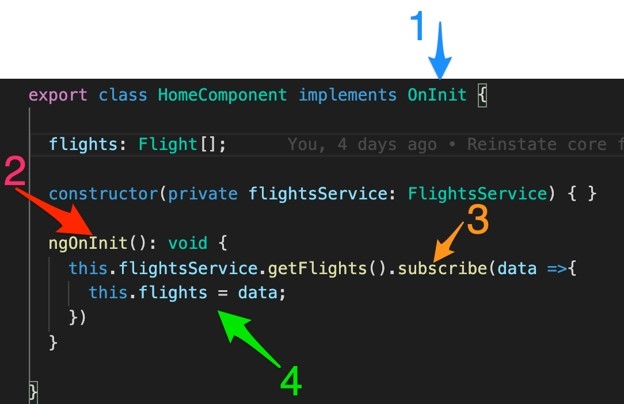 1
export class HomeComponent implements OnInit {
flights: Flight[]; You, 4 days ago • Reinstate core f
2
constructor(private flightsService: FlightsService) { }
3
ngOnInit(): void {
this.flightsService.getFlights().subscribe(data =>{
this.flights = data;
})
4
}
}